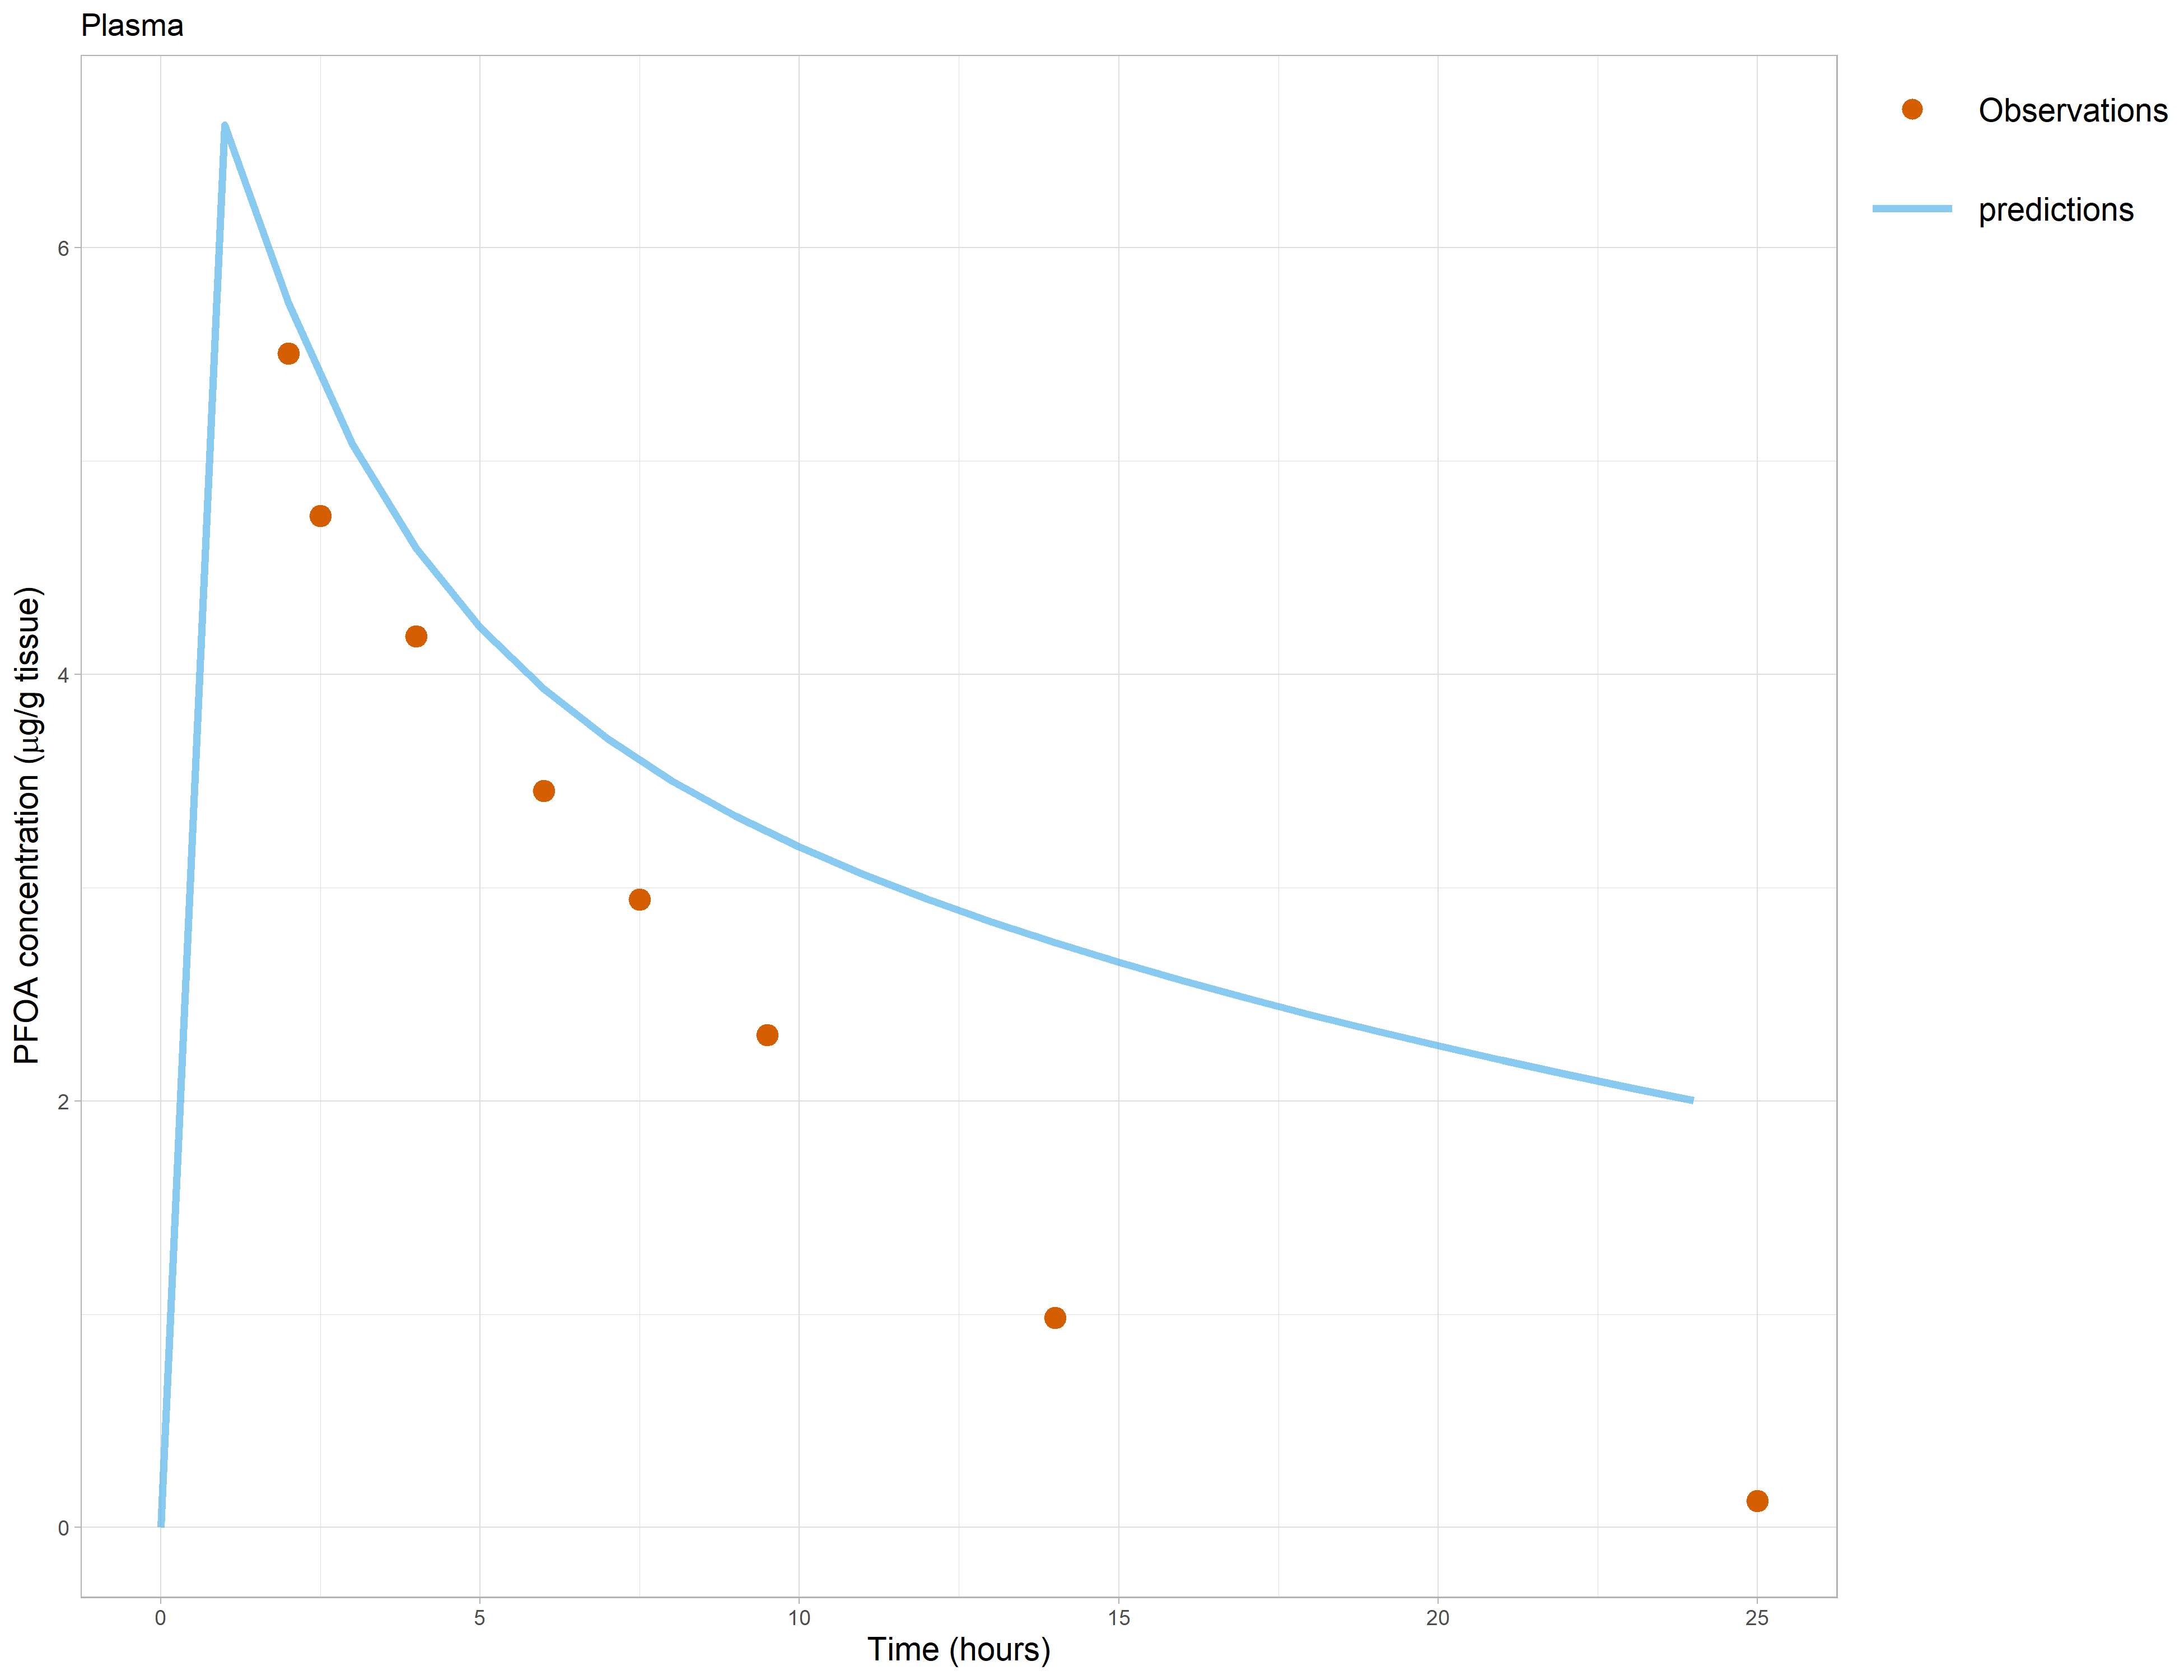 Plasma
Observations
predictions
PFOA concentration (μg/g tissue)
6
4
2
0
0 5 10 15 20 25
Time (hours)